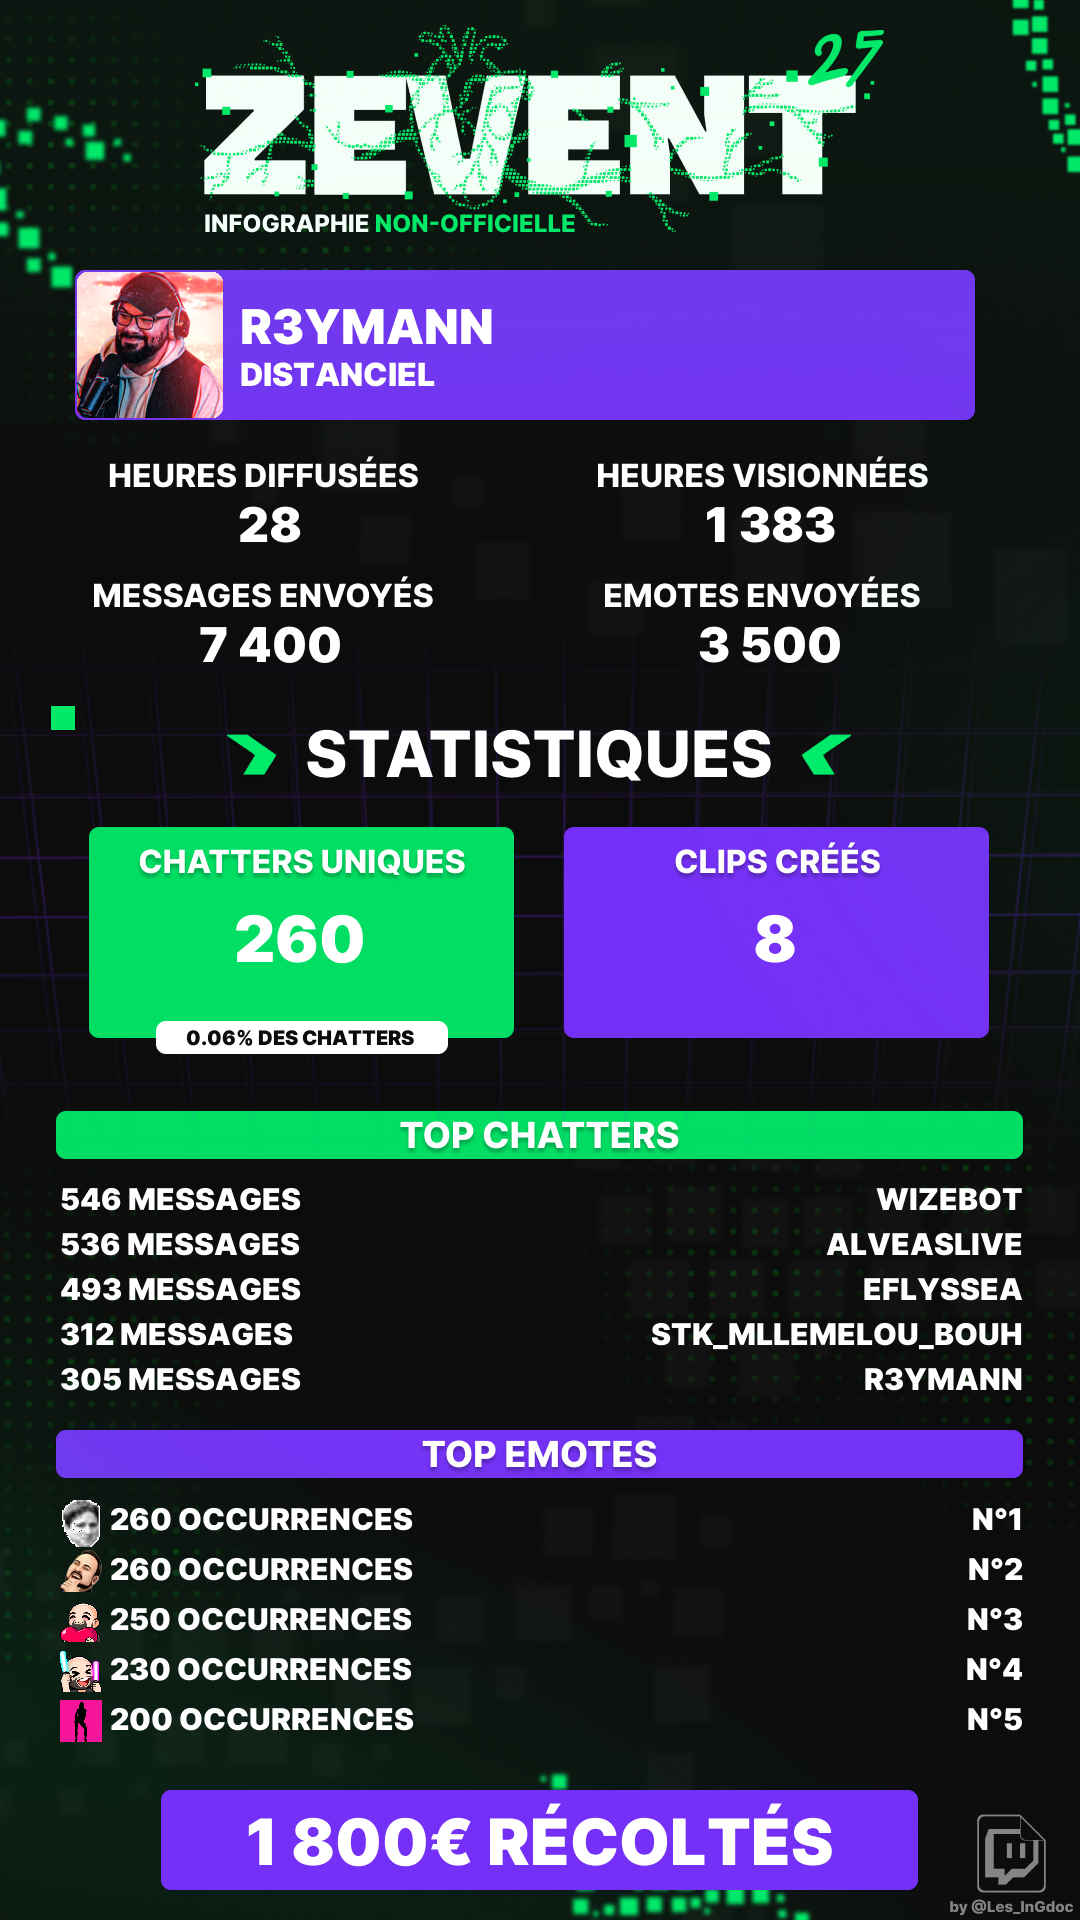 ZEVENT 25
INFOGRAPHIE NON-OFFICIELLE
R3YMANN
DISTANCIEL
HEURES DIFFUSÉES
28
HEURES VISIONNÉES
1 383
MESSAGES ENVOYÉS
7 400
EMOTES ENVOYÉES
3 500
STATISTIQUES
CHATTERS UNIQUES
260
0.06% DES CHATTERS
CLIPS CRÉÉS
8
TOP CHATTERS
546 MESSAGES WIZEBOT
536 MESSAGES ALVEASLIVE
493 MESSAGES EFLYSSEA
312 MESSAGES STK_MLLEMELOU_BOUH
305 MESSAGES R3YMANN
TOP EMOTES
260 OCCURRENCES N°1
260 OCCURRENCES N°2
250 OCCURRENCES N°3
230 OCCURRENCES N°4
200 OCCURRENCES N°5
1 800€ RÉCOLTÉS
by @Les_InGdoc